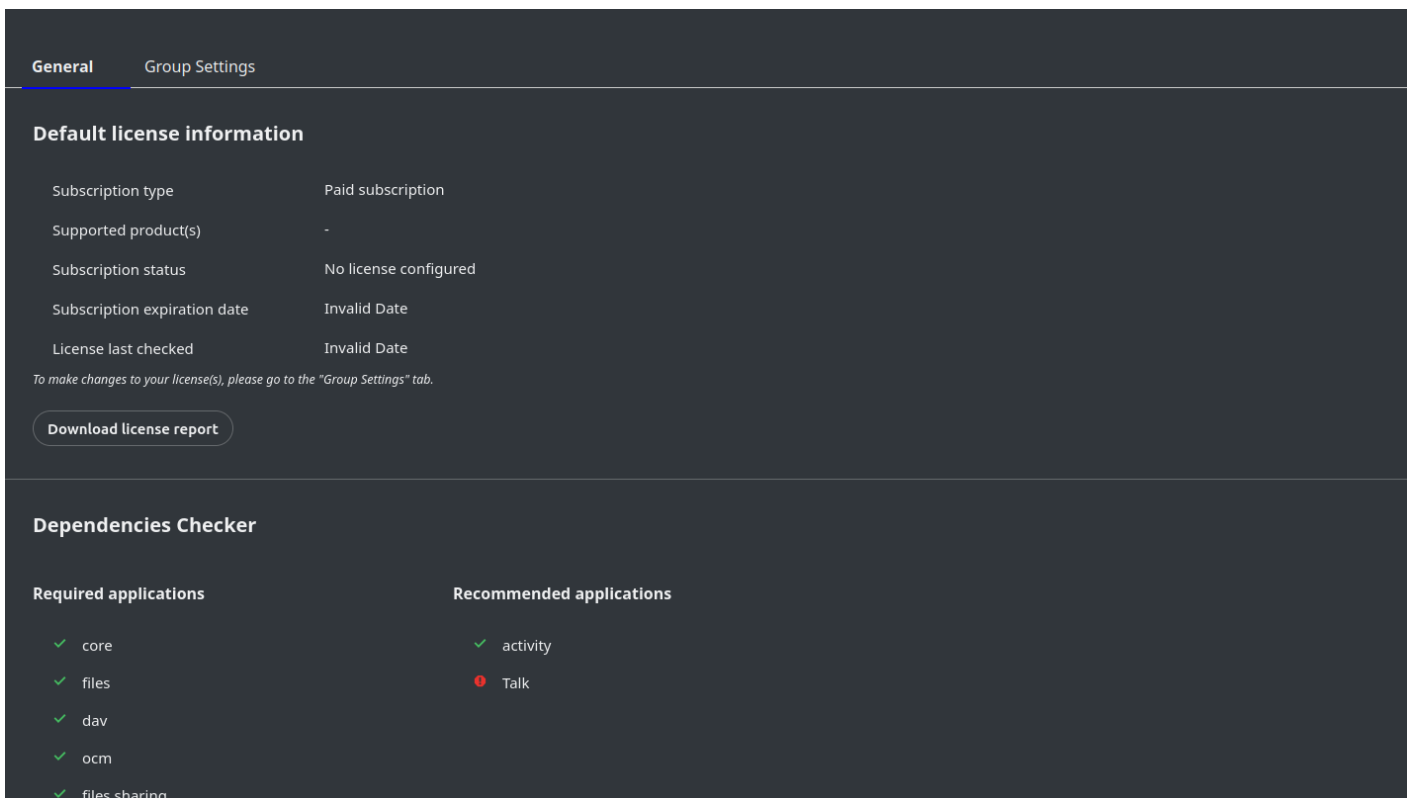 General Group Settings
Default license information
Subscription type Paid subscription
Supported product(s) -
Subscription status No license configured
Subscription expiration date Invalid Date
License last checked Invalid Date
To make changes to your license(s), please go to the "Group Settings" tab.
Download license report
Dependencies Checker
Required applications Recommended applications
core activity
files Talk
dav
ocm
files sharing